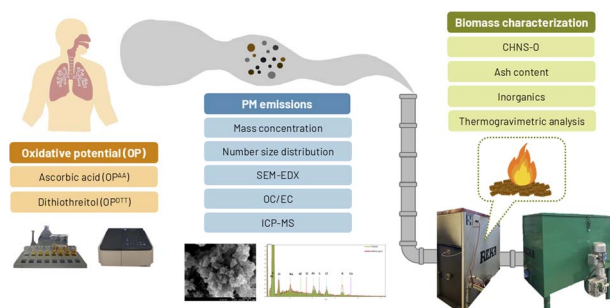 Biomass characterization
CHNS-O
Ash content
Inorganics
Thermogravimetric analysis
PM emissions
Mass concentration
Number size distribution
SEM-EDX
OC/EC
ICP-MS
Oxidative potential (OP)
Ascorbic acid (OPᴬᴬ)
Dithiothreitol (OPᴰᵀᵀ)
REKA